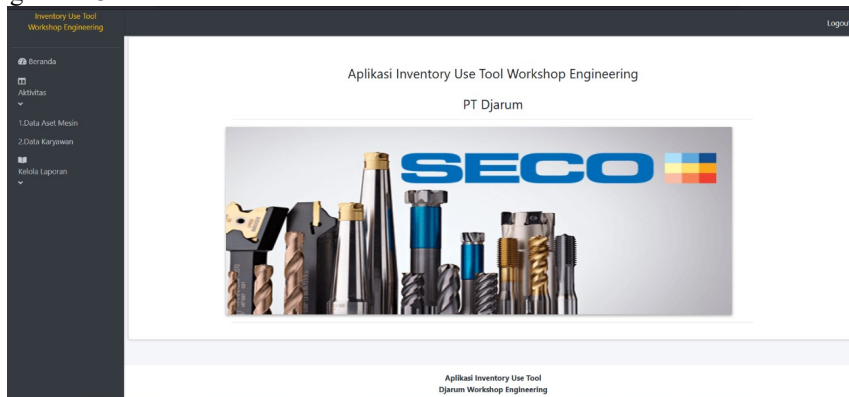 Inventory Use Tool
Workshop Engineering
Logout
Beranda
Aktivitas
1.Data Aset Mesin
2.Data Karyawan
Kelola Laporan
Aplikasi Inventory Use Tool Workshop Engineering
PT Djarum
SECO
Aplikasi Inventory Use Tool
Djarum Workshop Engineering